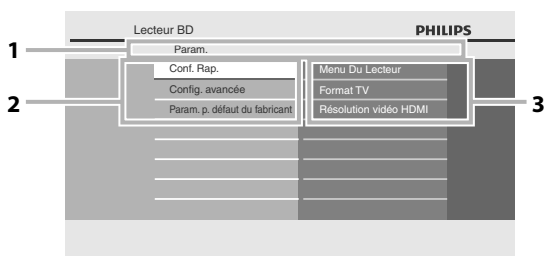 Lecteur BD PHILIPS
1 Param.
Conf. Rap. Menu Du Lecteur
2 Config. avancée Format TV 3
Param. p. défaut du fabricant Résolution vidéo HDMI